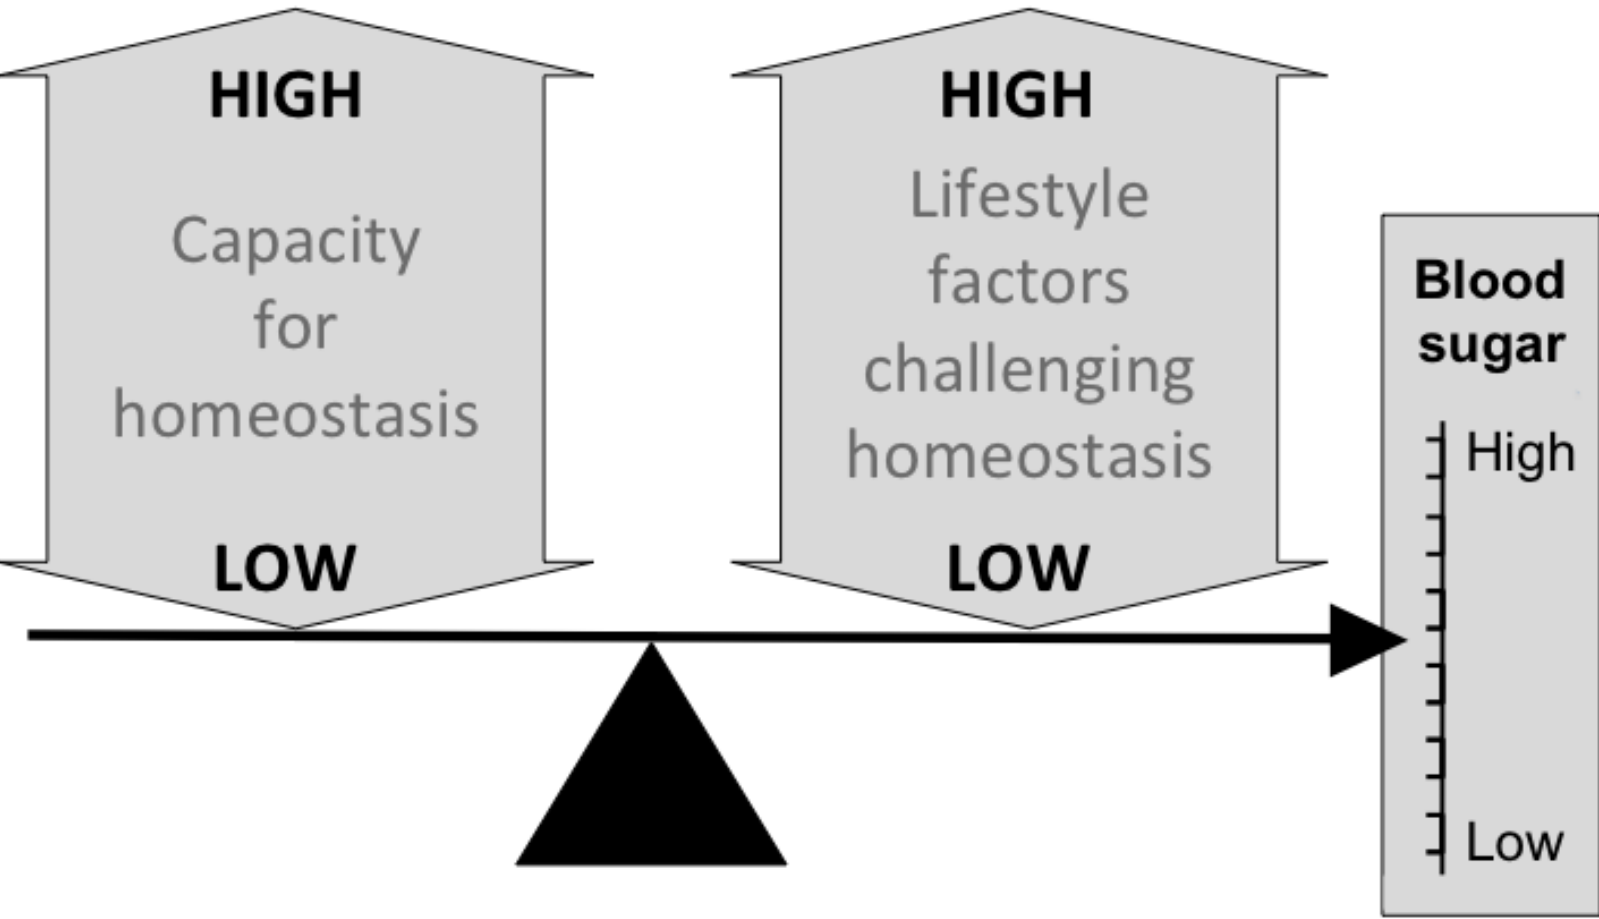 HIGH
Capacity
for
homeostasis
LOW
HIGH
Lifestyle
factors
challenging
homeostasis
LOW
Blood
sugar
High
Low